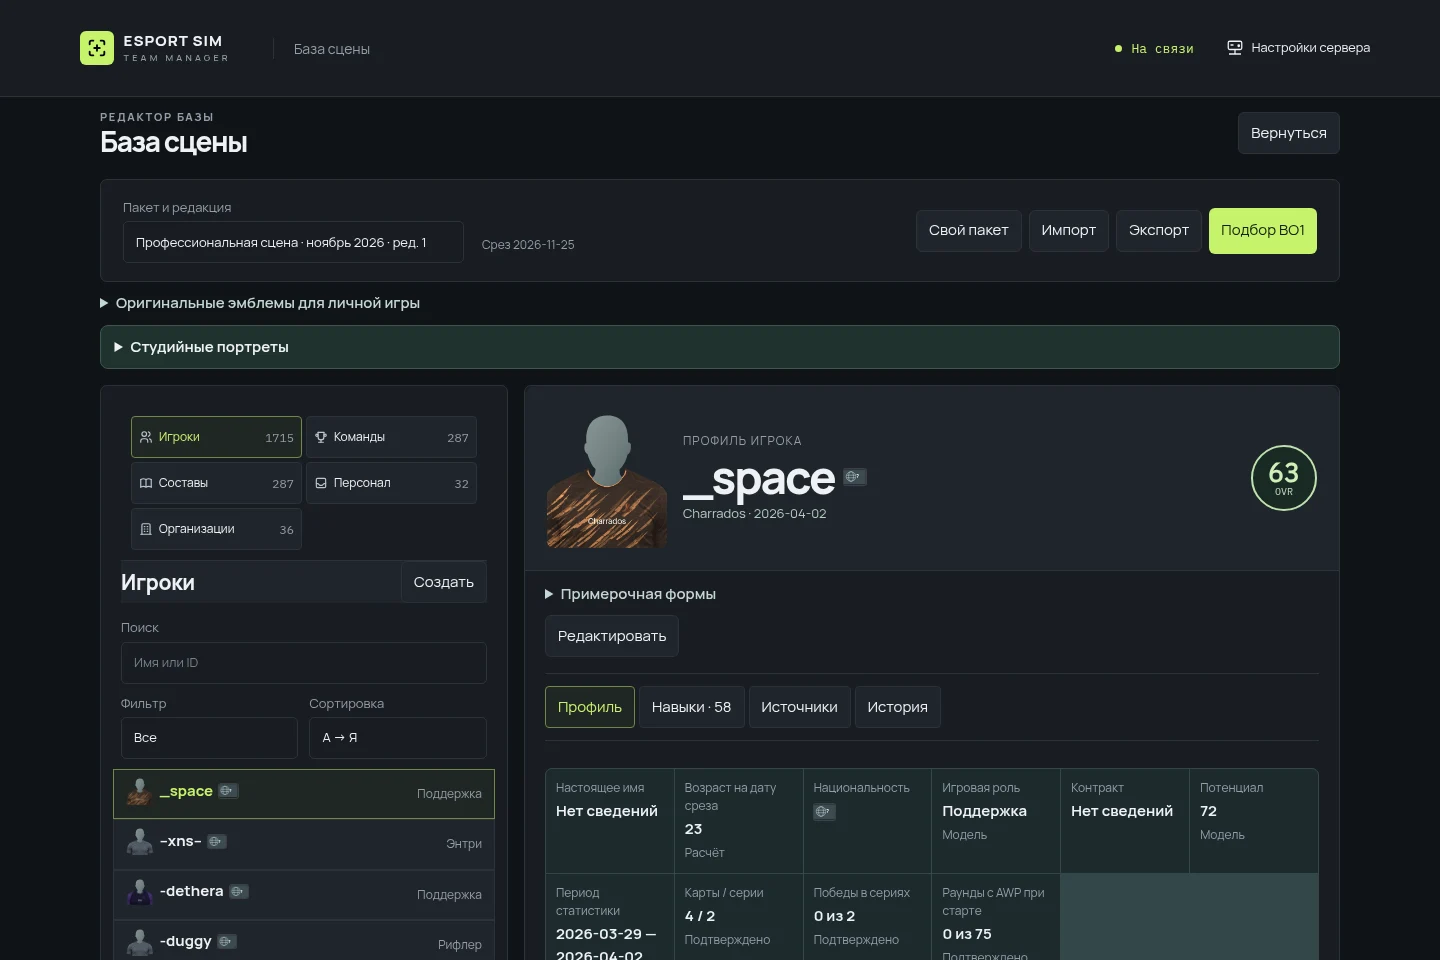 ESPORT SIM
TEAM MANAGER
База сцены
На связи
Настройки сервера
РЕДАКТОР БАЗЫ
База сцены
Вернуться
Пакет и редакция
Профессиональная сцена · ноябрь 2026 · ред. 1
Срез 2026-11-25
Свой пакет
Импорт
Экспорт
Подбор BO1
Оригинальные эмблемы для личной игры
Студийные портреты
Игроки 1715
Команды 287
Составы 287
Персонал 32
Организации 36
Игроки
Создать
Поиск
Имя или ID
Фильтр
Сортировка
Все
А → Я
_space
Поддержка
-xns-
Энтри
-dethera
Поддержка
-duggy
Рифлер
Charrados
ПРОФИЛЬ ИГРОКА
_space
Charrados · 2026-04-02
63
OVR
Примерочная формы
Редактировать
Профиль
Навыки · 58
Источники
История
Настоящее имя
Нет сведений
Возраст на дату
среза
23
Расчёт
Национальность
Игровая роль
Поддержка
Модель
Контракт
Нет сведений
Потенциал
72
Модель
Период
статистики
2026-03-29 —
2026-04-02
Карты / серии
4 / 2
Подтверждено
Победы в сериях
0 из 2
Подтверждено
Раунды с AWP при
старте
0 из 75
Подтверждено